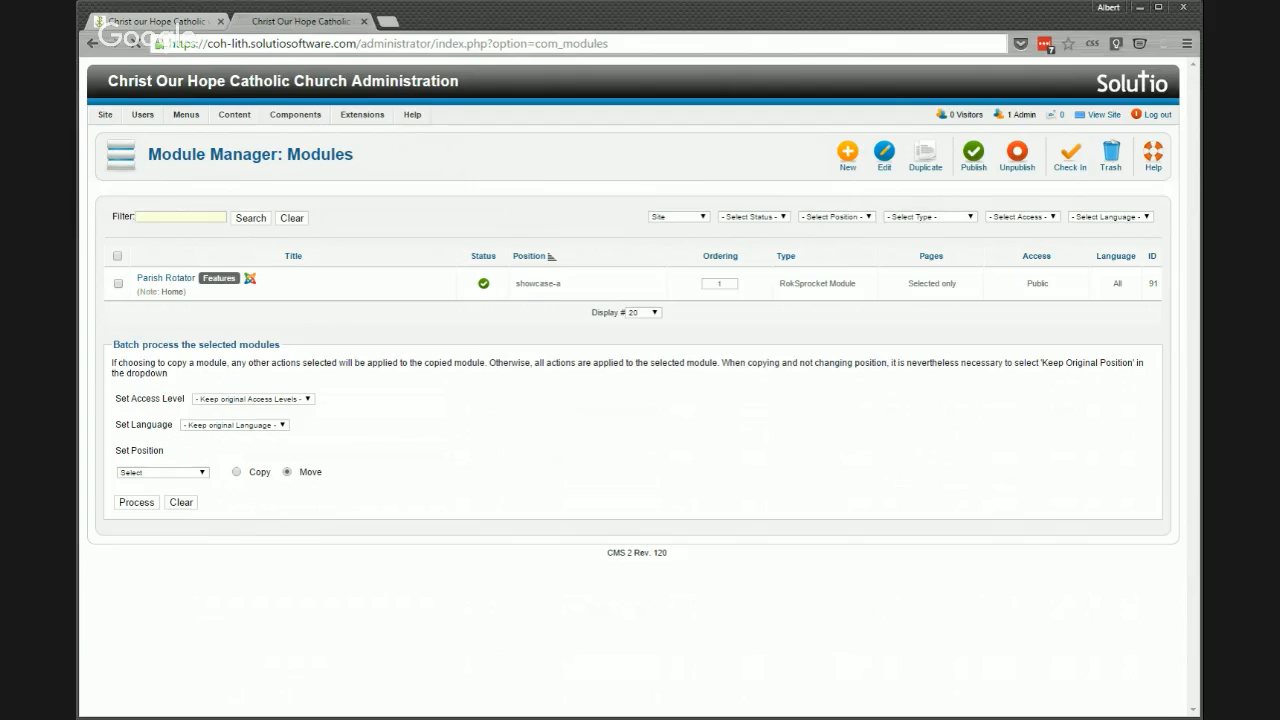 Albert
Christ our Hope Catholic
Christ Our Hope Catholic
Google
https://coh-lith.solutiosoftware.com/administrator/index.php?option=com_modules
CSS
7
Christ Our Hope Catholic Church Administration
Solutio
Site Users Menus Content Components Extensions Help
0 Visitors 1 Admin 0 View Site Log out
Module Manager: Modules
New Edit Duplicate Publish Unpublish Check In Trash Help
Filter: Search Clear
Site - Select Status - - Select Position - - Select Type - - Select Access - - Select Language -
Title Status Position Ordering Type Pages Access Language ID
Parish Rotator Features showcase-a 1 RokSprocket Module Selected only Public All 91
(Note: Home)
Display # 20
Batch process the selected modules
If choosing to copy a module, any other actions selected will be applied to the copied module. Otherwise, all actions are applied to the selected module. When copying and not changing position, it is nevertheless necessary to select 'Keep Original Position' in
the dropdown
Set Access Level - Keep original Access Levels -
Set Language - Keep orginal Language -
Set Position
Select Copy Move
Process Clear
CMS 2 Rev. 120